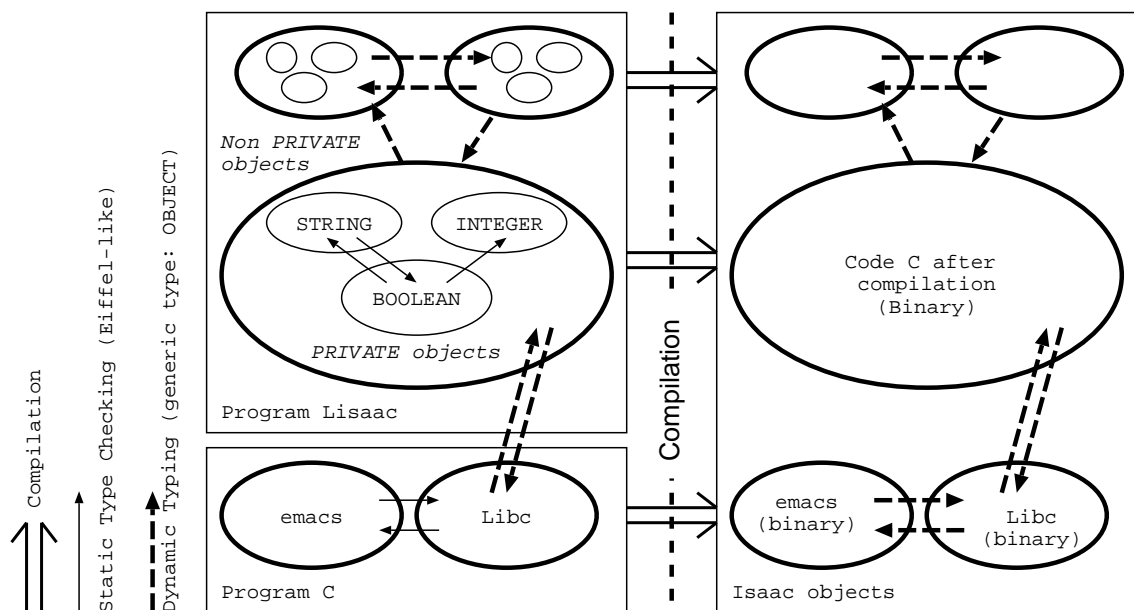 Non PRIVATE
objects
STRING
INTEGER
BOOLEAN
PRIVATE objects
Program Lisaac
emacs
Libc
Program C
Compilation
Code C after
compilation
(Binary)
emacs
(binary)
Libc
(binary)
Isaac objects
Compilation
Static Type Checking (Eiffel-like)
Dynamic Typing (generic type: OBJECT)